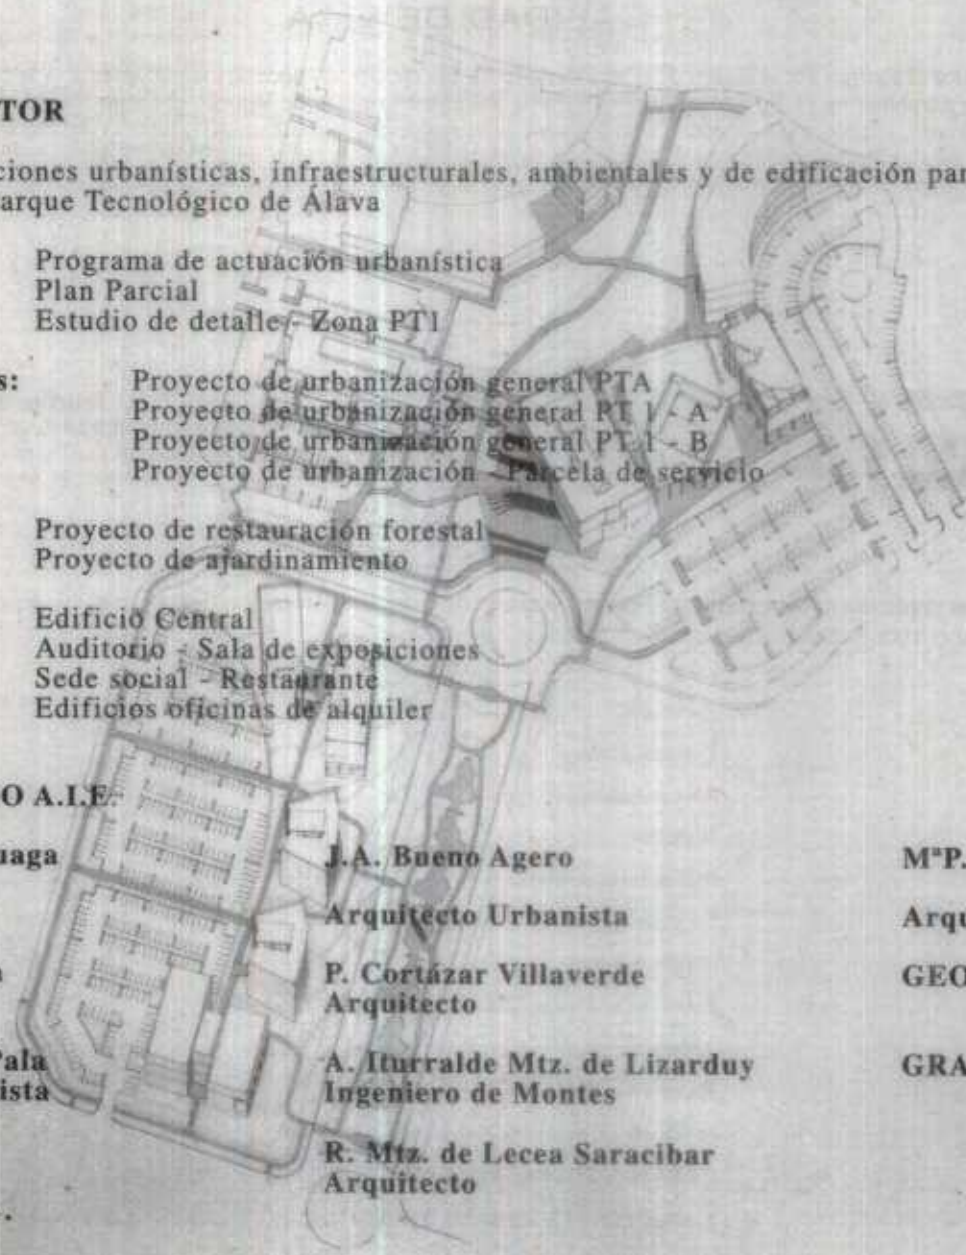 TOR
ciones urbanísticas, infraestructurales, ambientales y de edificación par
arque Tecnológico de Álava
Programa de actuación urbanística
Plan Parcial
Estudio de detalle - Zona PT1
s:
Proyecto de urbanización general PTA
Proyecto de urbanización general PT 1 - A
Proyecto de urbanización general PT 1 - B
Proyecto de urbanización - Parcela de servicio
Proyecto de restauración forestal
Proyecto de ajardinamiento
Edificio Central
Auditorio - Sala de exposiciones
Sede social - Restaurante
Edificios oficinas de alquiler
O A.I.E.
uaga J.A. Bueno Agero MªP.
Arquitecto Urbanista Arqu
P. Cortázar Villaverde GEO
Arquitecto
Pala A. Iturralde Mtz. de Lizarduy GRA
ista Ingeniero de Montes
R. Mtz. de Lecea Saracibar
Arquitecto